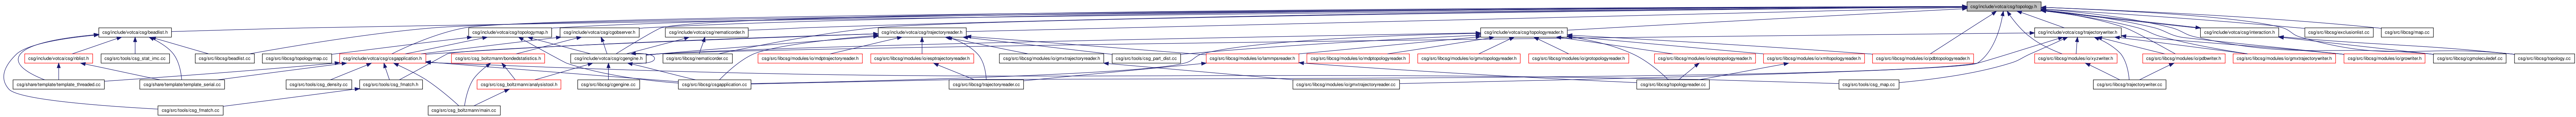 csg/include/votca/csg/topology.h
csg/include/votca/csg/beadlist.h
csg/include/votca/csg/topologymap.h
csg/include/votca/csg/cgobserver.h
csg/include/votca/csg/nematicorder.h
csg/include/votca/csg/trajectoryreader.h
csg/include/votca/csg/topologyreader.h
csg/include/votca/csg/trajectorywriter.h
csg/include/votca/csg/interaction.h
csg/src/libcsg/exclusionlist.cc
csg/src/libcsg/map.cc
csg/include/votca/csg/nblist.h
csg/src/tools/csg_stat_imc.cc
csg/src/libcsg/beadlist.cc
csg/src/libcsg/topologymap.cc
csg/include/votca/csg/csgapplication.h
csg/src/csg_boltzmann/bondedstatistics.h
csg/include/votca/csg/cgengine.h
csg/src/libcsg/nematicorder.cc
csg/src/libcsg/modules/io/mdptrajectoryreader.h
csg/src/libcsg/modules/io/esptrajectoryreader.h
csg/src/libcsg/modules/io/gmxtrajectoryreader.h
csg/src/tools/csg_part_dist.cc
csg/src/libcsg/modules/io/lammpsreader.h
csg/src/libcsg/modules/io/mdptopologyreader.h
csg/src/libcsg/modules/io/gmxtopologyreader.h
csg/src/libcsg/modules/io/grotopologyreader.h
csg/src/libcsg/modules/io/esptopologyreader.h
csg/src/libcsg/modules/io/xmltopologyreader.h
csg/src/libcsg/modules/io/pdbtopologyreader.h
csg/src/libcsg/modules/io/xyzwriter.h
csg/src/libcsg/modules/io/pdbwriter.h
csg/src/libcsg/modules/io/gmxtrajectorywriter.h
csg/src/libcsg/modules/io/growriter.h
csg/src/libcsg/cgmoleculedef.cc
csg/src/libcsg/topology.cc
csg/share/template/template_threaded.cc
csg/share/template/template_serial.cc
csg/src/tools/csg_density.cc
csg/src/tools/csg_fmatch.h
csg/src/csg_boltzmann/analysistool.h
csg/src/libcsg/cgengine.cc
csg/src/libcsg/csgapplication.cc
csg/src/libcsg/trajectoryreader.cc
csg/src/libcsg/modules/io/gmxtrajectoryreader.cc
csg/src/libcsg/topologyreader.cc
csg/src/tools/csg_map.cc
csg/src/libcsg/trajectorywriter.cc
csg/src/tools/csg_fmatch.cc
csg/src/csg_boltzmann/main.cc